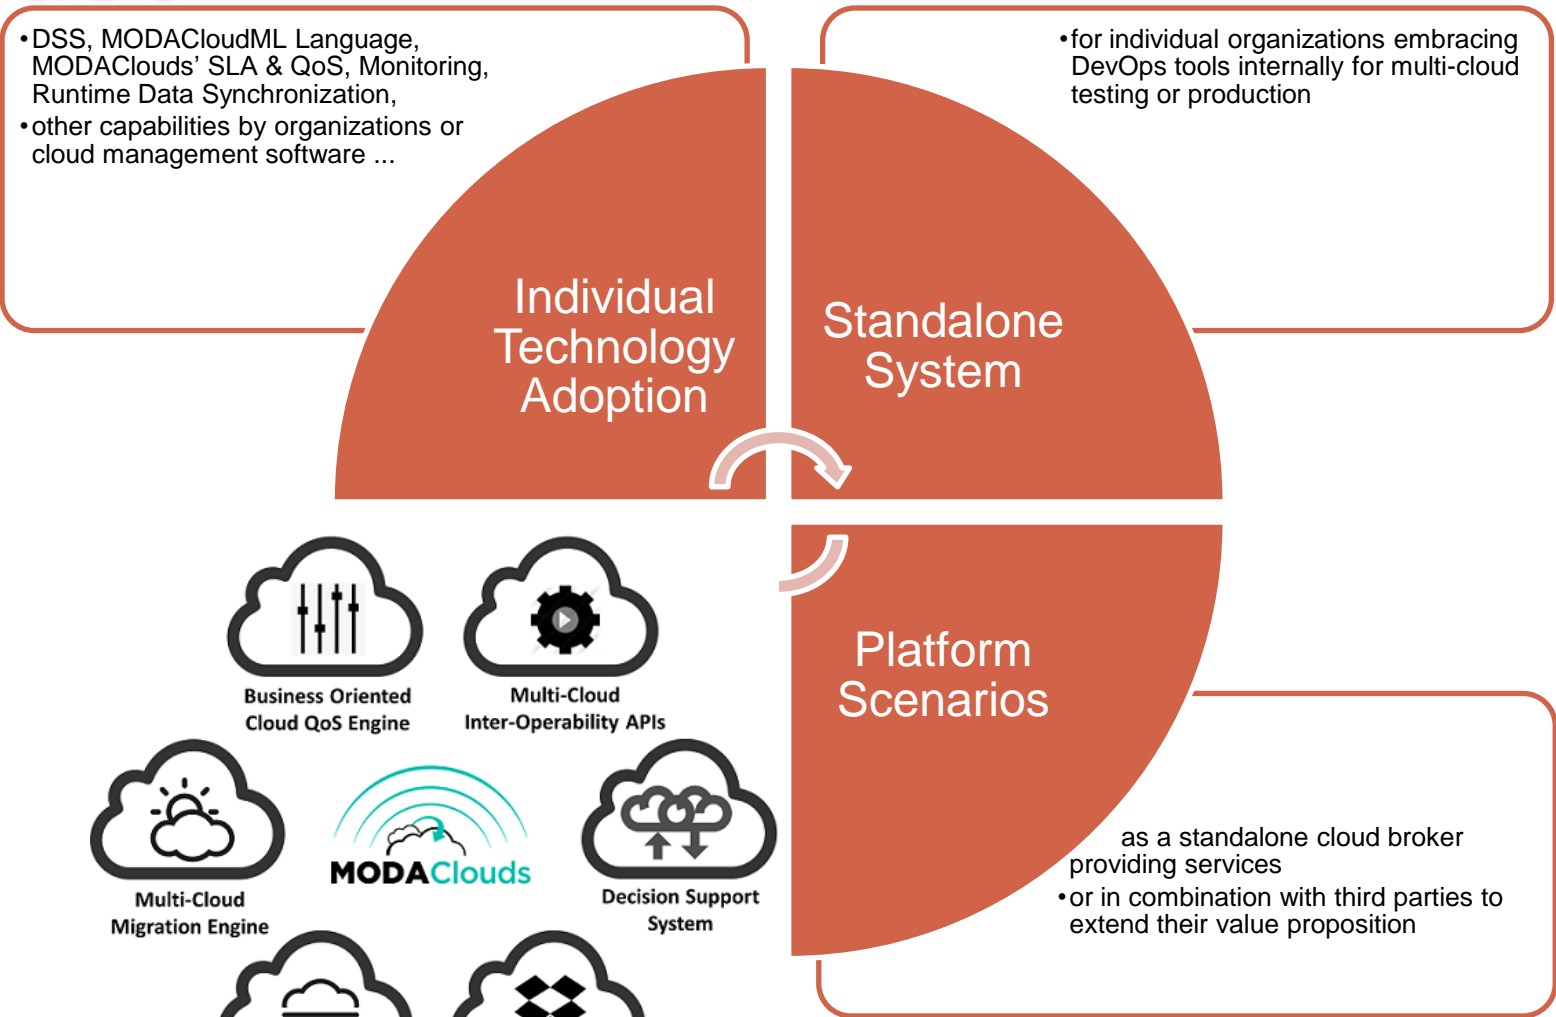 •DSS, MODACloudML Language,
MODAClouds’ SLA & QoS, Monitoring,
Runtime Data Synchronization,
•other capabilities by organizations or
cloud management software ...
•for individual organizations embracing
DevOps tools internally for multi-cloud
testing or production
Individual
Technology
Adoption
Standalone
System
Platform
Scenarios
Business Oriented
Cloud QoS Engine
Multi-Cloud
Inter-Operability APIs
Multi-Cloud
Migration Engine
MODAClouds
Decision Support
System
as a standalone cloud broker
providing services
•or in combination with third parties to
extend their value proposition